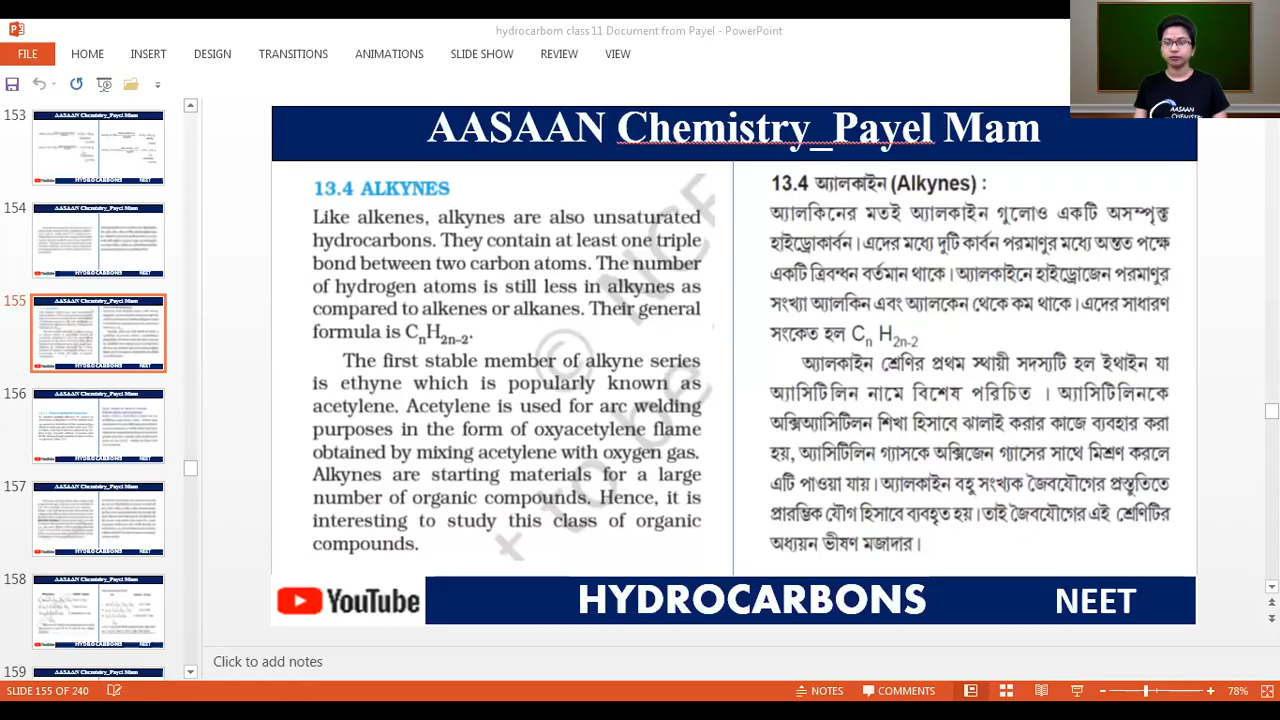 hydrocarbom class 11 Document from Payel - PowerPoint
FILE HOME INSERT DESIGN TRANSITIONS ANIMATIONS SLIDE SHOW REVIEW VIEW
AASAAN Chemistry_Payel Mam
13.4 ALKYNES
Like alkenes, alkynes are also unsaturated
hydrocarbons. They contain at least one triple
bond between two carbon atoms. The number
of hydrogen atoms is still less in alkynes as
compared to alkenes or alkanes. Their general
formula is CnH2n–2.
The first stable member of alkyne series
is ethyne which is popularly known as
acetylene. Acetylene is used for arc welding
purposes in the form of oxyacetylene flame
obtained by mixing acetylene with oxygen gas.
Alkynes are starting materials for a large
number of organic compounds. Hence, it is
interesting to study this class of organic
compounds.
13.4 অ্যালকাইন (Alkynes) :
অ্যালকিনের মতই অ্যালকাইন গুলোও একটি অসম্পৃক্ত
হাইড্রোকার্বন। এদের মধ্যে দুটি কার্বন পরমাণুর মধ্যে অন্তত পক্ষে
একটি ত্রিবন্ধন বর্তমান থাকে। অ্যালকাইনে হাইড্রোজেন পরমাণুর
সংখ্যা অ্যালকিন এবং অ্যালকেন থেকে কম থাকে। এদের সাধারণ
সংকেত হল Cn H2n–2
অ্যালকাইন শ্রেণির প্রথম স্থায়ী সদস্যটি হল ইথাইন যা
অ্যাসিটিলিন নামে বিশেষ পরিচিত । অ্যাসিটিলিনকে
অক্সিঅ্যাসিটিলিন শিখা হিসাবে ঝালাই করার কাজে ব্যবহার করা
হয়, অ্যাসিটিলিন গ্যাসকে অক্সিজেন গ্যাসের সাথে মিশ্রণ করলে
এটি পাওয়া যায়। অ্যালকাইন বহু সংখ্যক জৈবযৌগের প্রস্তুতিতে
প্রারম্ভিক যৌগ হিসাবে ব্যবহৃত হয়। তাই জৈবযৌগের এই শ্রেণিটির
অধ্যয়ন ভীষণ মজাদার।
YouTube HYDROCARBONS NEET
153
154
155
156
157
158
159
Click to add notes
SLIDE 155 OF 240 NOTES COMMENTS 78%